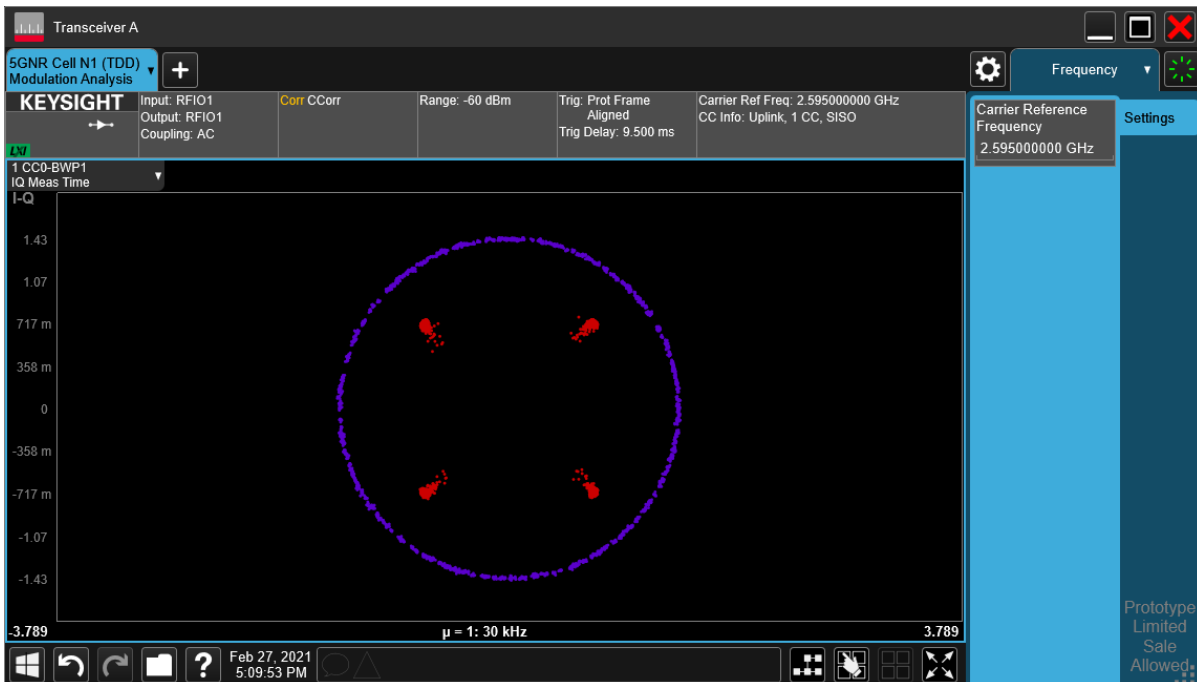 Transceiver A
5GNR Cell N1 (TDD)
Modulation Analysis
Frequency
KEYSIGHT
LXI
Input: RFIO1
Output: RFIO1
Coupling: AC
Corr CCorr
Range: -60 dBm
Trig: Prot Frame
Aligned
Trig Delay: 9.500 ms
Carrier Ref Freq: 2.595000000 GHz
CC Info: Uplink, 1 CC, SISO
Carrier Reference
Frequency
2.595000000 GHz
Settings
1 CC0-BWP1
IQ Meas Time
I-Q
1.43
1.07
717 m
358 m
0
-358 m
-717 m
-1.07
-1.43
-3.789
µ = 1: 30 kHz
3.789
Prototype
Limited
Sale
Allowed.
?
Feb 27, 2021
5:09:53 PM